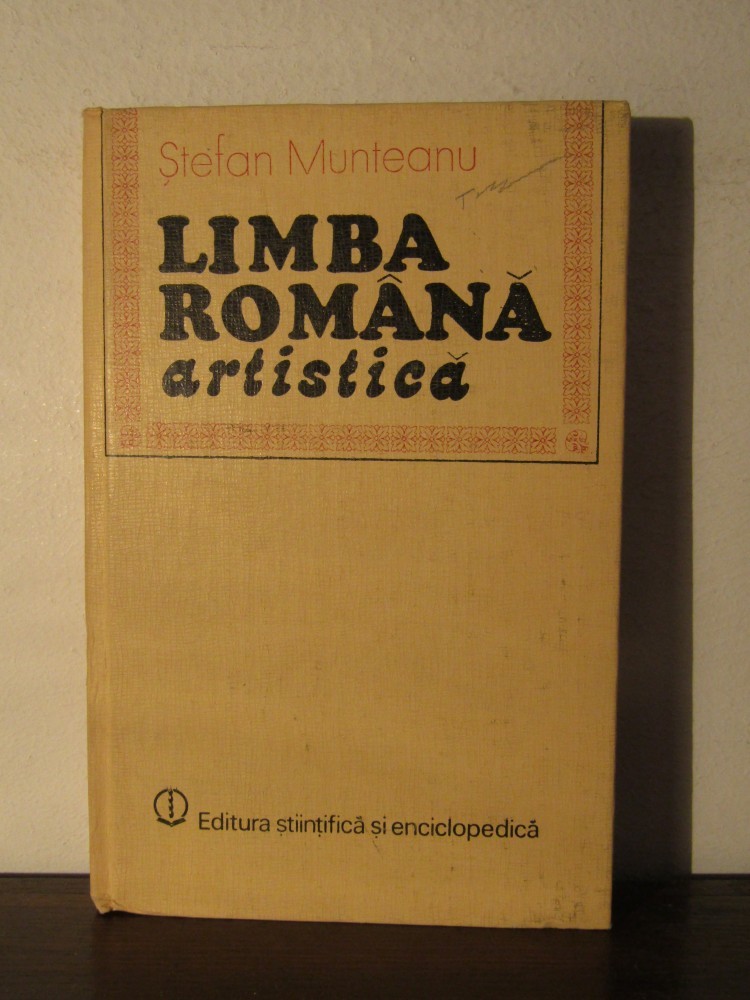 Ștefan Munteanu
LIMBA
ROMÂNĂ
artistică
Editura științifică și enciclopedică